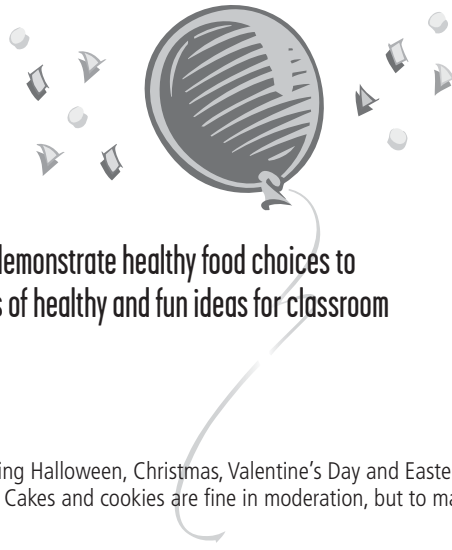 demonstrate healthy food choices to
s of healthy and fun ideas for classroom
ing Halloween, Christmas, Valentine’s Day and Easte
Cakes and cookies are fine in moderation, but to ma